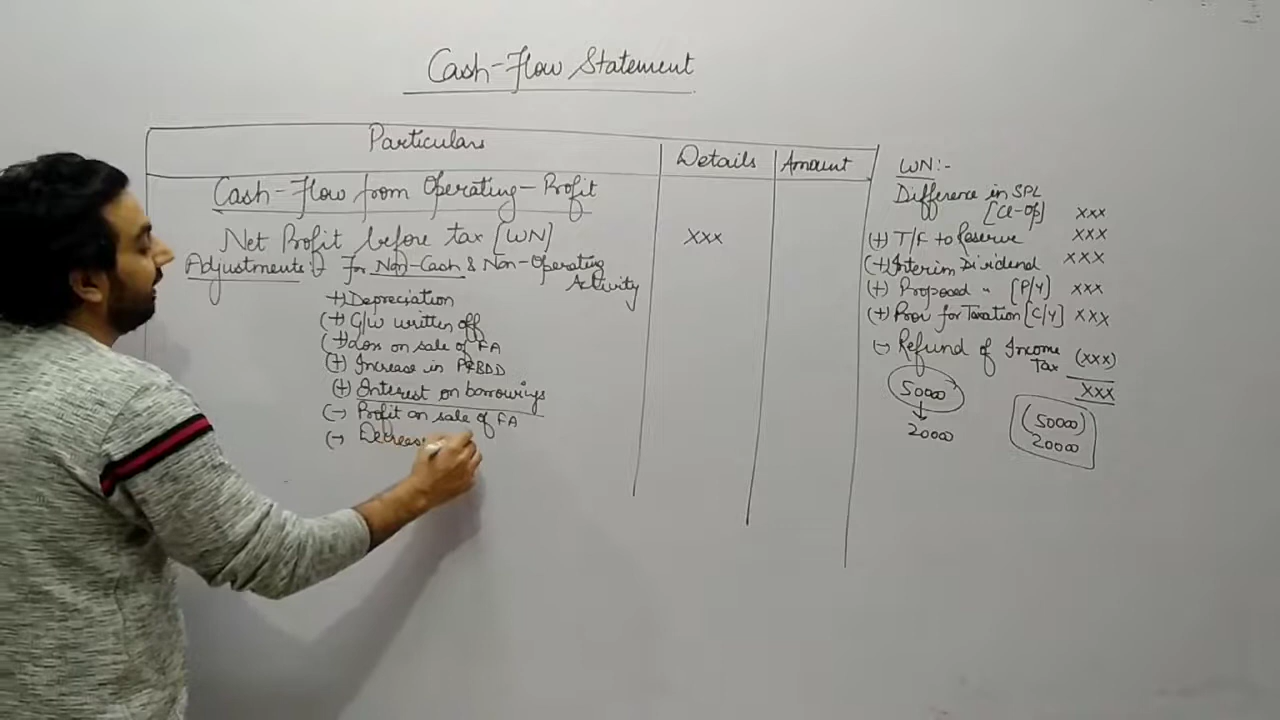 Cash-Flow Statement
Particulars
Details
Amount
Cash-Flow from Operating-Profit
Net Profit before tax [WN]
XXX
Adjustments:- For Non-Cash & Non-Operating
Activity
(+) Depreciation
(+) G/W written off
(+) Loss on sale of FA
(+) Increase in PFBDD
(+) Interest on borrowings
(-) Profit on sale of FA
(-) Decreas
WN:-
Difference in SPL
[Cl-Op] XXX
(+) T/F to Reserve XXX
(+) Interim Dividend XXX
(+) Proposed " [P/Y] XXX
(+) Prov for Taxation [C/Y] XXX
(-) Refund of Income
Tax (XXX)
XXX
50000
↓
20000
(50000)
20000